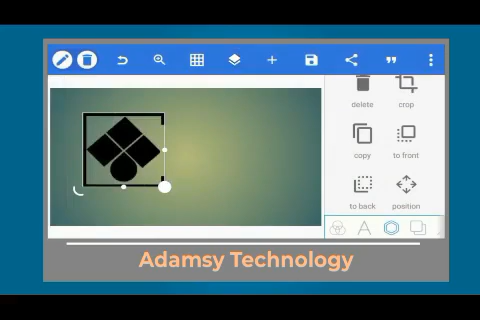 delete
crop
copy
to front
to back
position
A
Adamsy Technology